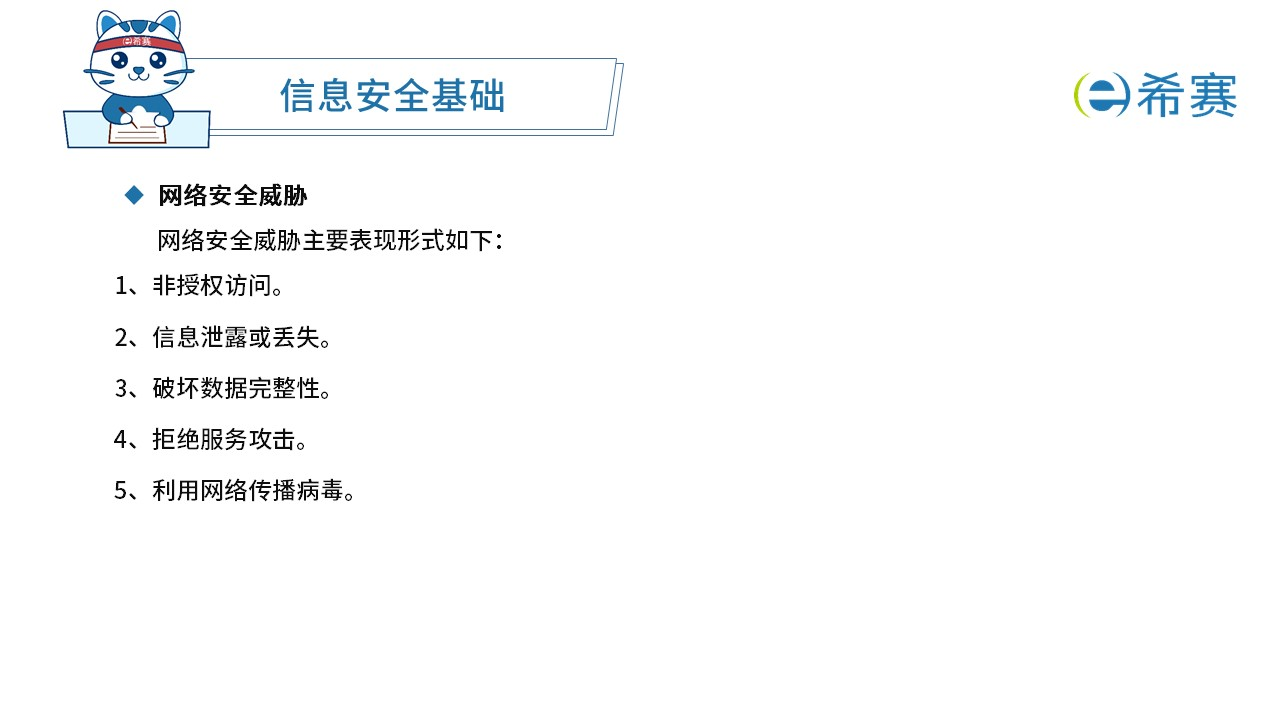 希赛
信息安全基础
希赛
网络安全威胁
网络安全威胁主要表现形式如下：
1、非授权访问。
2、信息泄露或丢失。
3、破坏数据完整性。
4、拒绝服务攻击。
5、利用网络传播病毒。